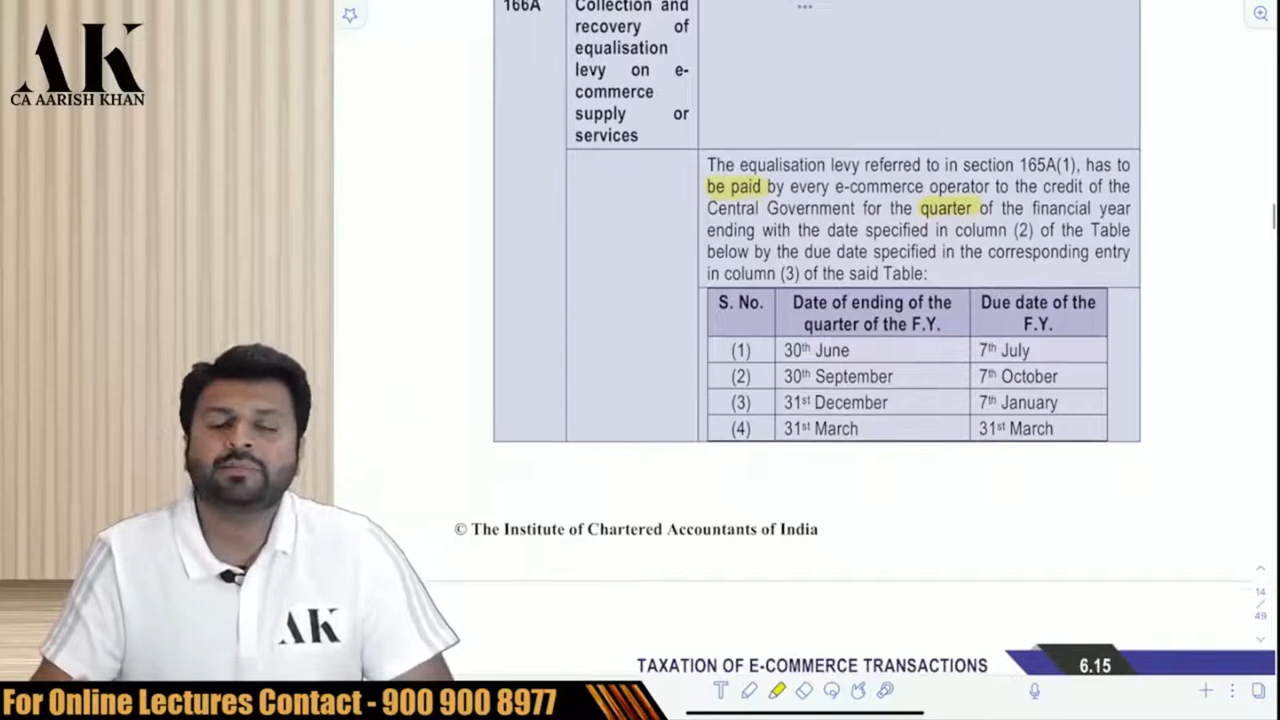 AK
CA AARISH KHAN
166A
Collection and
recovery of
equalisation
levy on e-
commerce
supply or
services
The equalisation levy referred to in section 165A(1), has to
be paid by every e-commerce operator to the credit of the
Central Government for the quarter of the financial year
ending with the date specified in column (2) of the Table
below by the due date specified in the corresponding entry
in column (3) of the said Table:
S. No. Date of ending of the quarter of the F.Y. Due date of the F.Y.
(1) 30th June 7th July
(2) 30th September 7th October
(3) 31st December 7th January
(4) 31st March 31st March
© The Institute of Chartered Accountants of India
14
/
49
TAXATION OF E-COMMERCE TRANSACTIONS 6.15
T
AK
For Online Lectures Contact - 900 900 8977